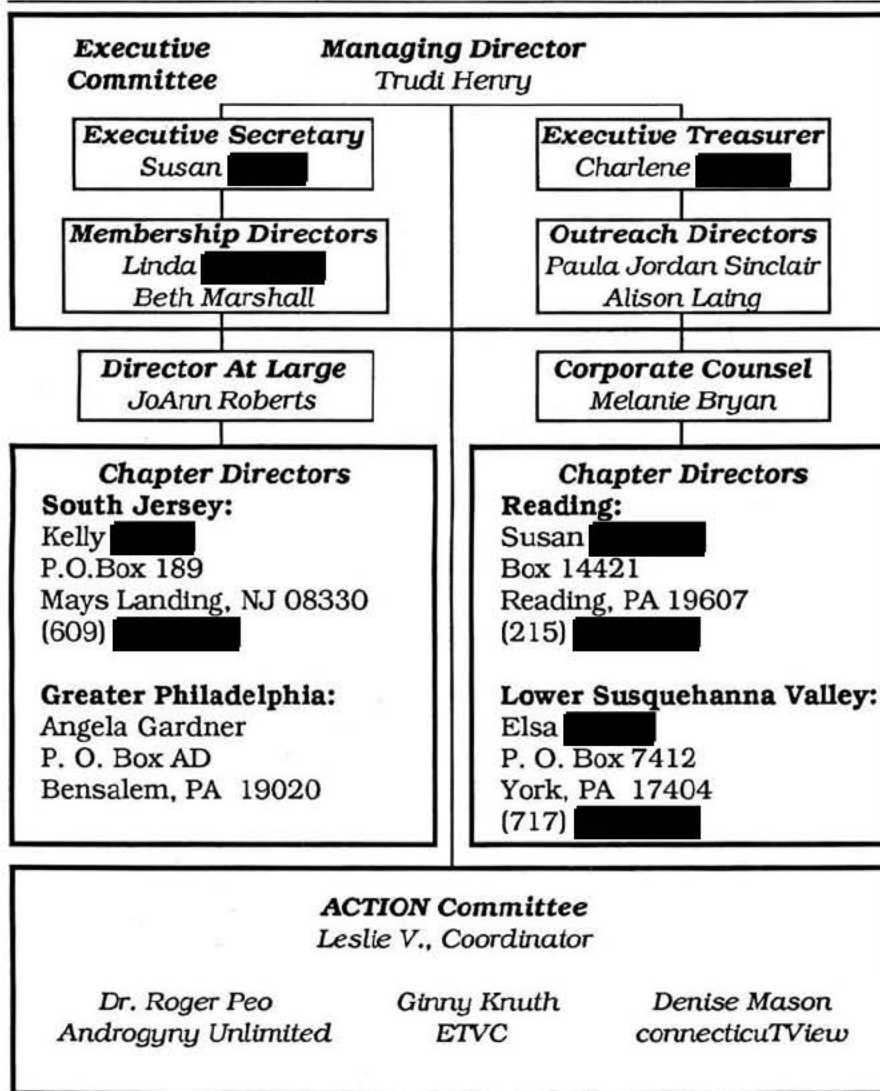 Executive Managing Director
Committee Trudi Henry
Executive Secretary
Susan
Executive Treasurer
Charlene
Membership Directors
Linda
Beth Marshall
Outreach Directors
Paula Jordan Sinclair
Alison Laing
Director At Large
JoAnn Roberts
Corporate Counsel
Melanie Bryan
Chapter Directors
South Jersey:
Kelly
P.O.Box 189
Mays Landing, NJ 08330
(609)
Greater Philadelphia:
Angela Gardner
P. O. Box AD
Bensalem, PA 19020
Chapter Directors
Reading:
Susan
Box 14421
Reading, PA 19607
(215)
Lower Susquehanna Valley:
Elsa
P. O. Box 7412
York, PA 17404
(717)
ACTION Committee
Leslie V., Coordinator
Dr. Roger Peo
Androgyny Unlimited
Ginny Knuth
ETVC
Denise Mason
connecticuTView